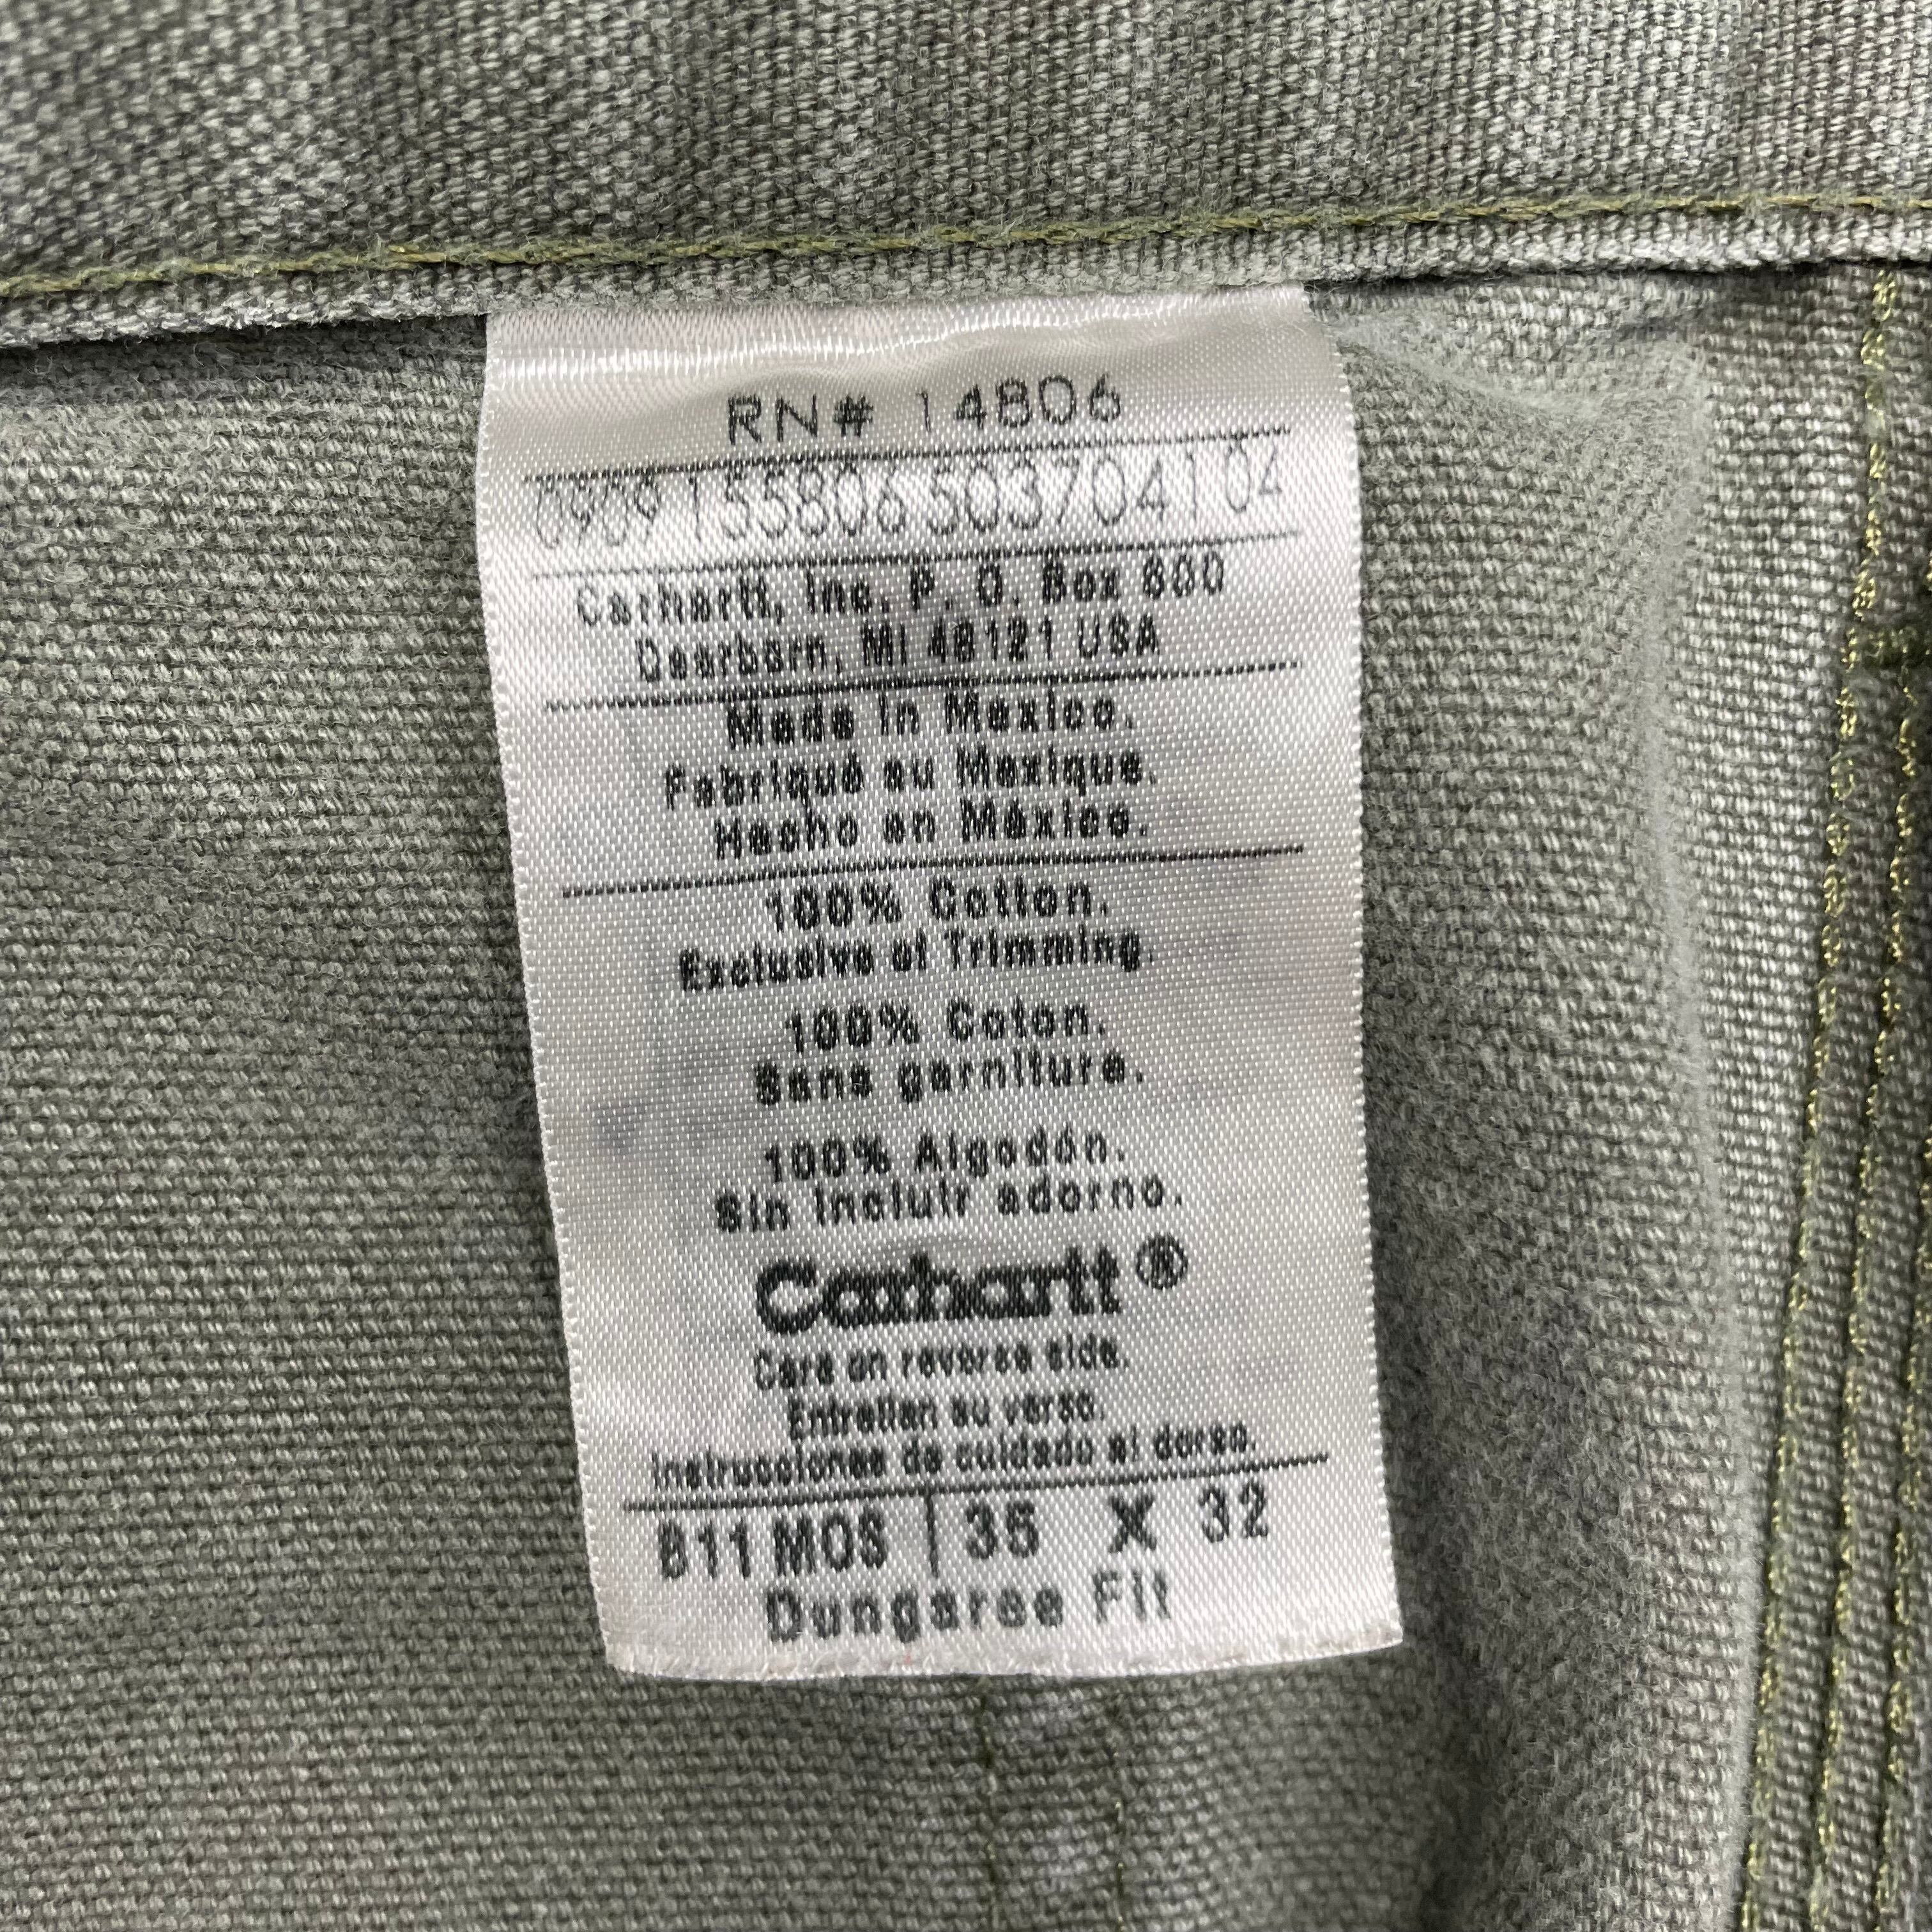 RN# 14806
0909 155806 50370410 04
Carhartt, Inc. P. O. Box 600
Dearborn, MI 48121 USA
Made in Mexico.
Fabriqué au Mexique.
Hecho en México.
100% Cotton.
Exclusive of Trimming.
100% Coton.
Sans garniture.
100% Algodón.
Sin incluir adorno.
Carhartt®
Care on reverse side.
Entretien au verso.
Instrucciones de cuidado al dorso.
B11 MOS | 35 X 32
Dungaree Fit